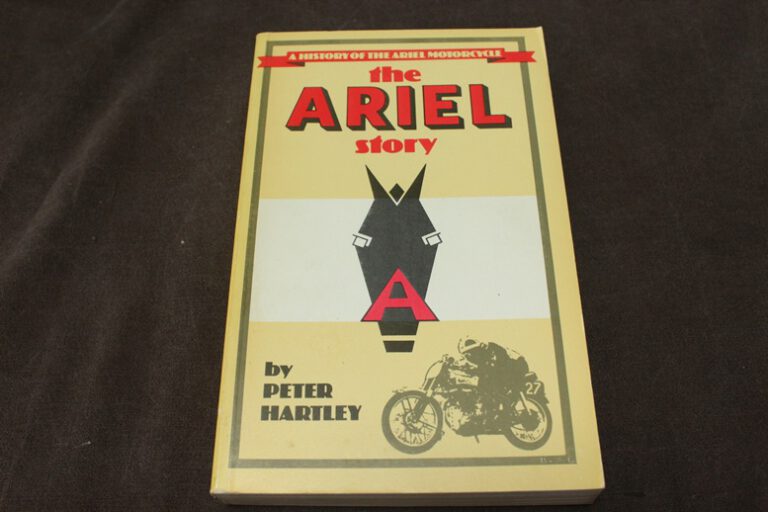 A HISTORY OF THE ARIEL MOTORCYCLE
the
ARIEL
story
A
by
PETER
HARTLEY
27